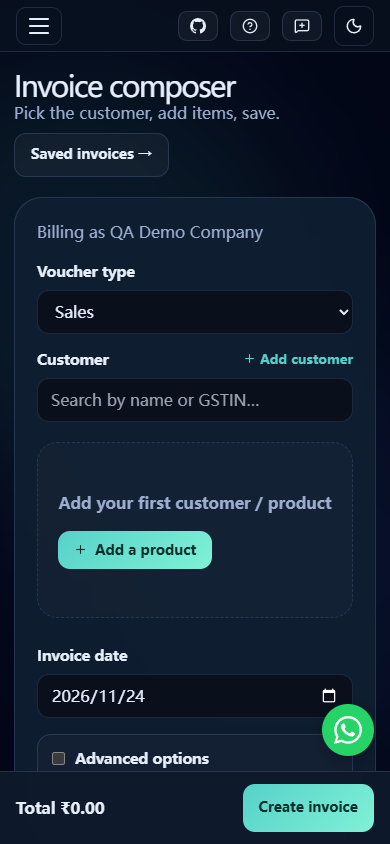 Invoice composer
Pick the customer, add items, save.
Saved invoices →
Billing as QA Demo Company
Voucher type
Sales
Customer
+ Add customer
Search by name or GSTIN...
Add your first customer / product
+ Add a product
Invoice date
2026/11/24
Advanced options
Total ₹0.00
Create invoice